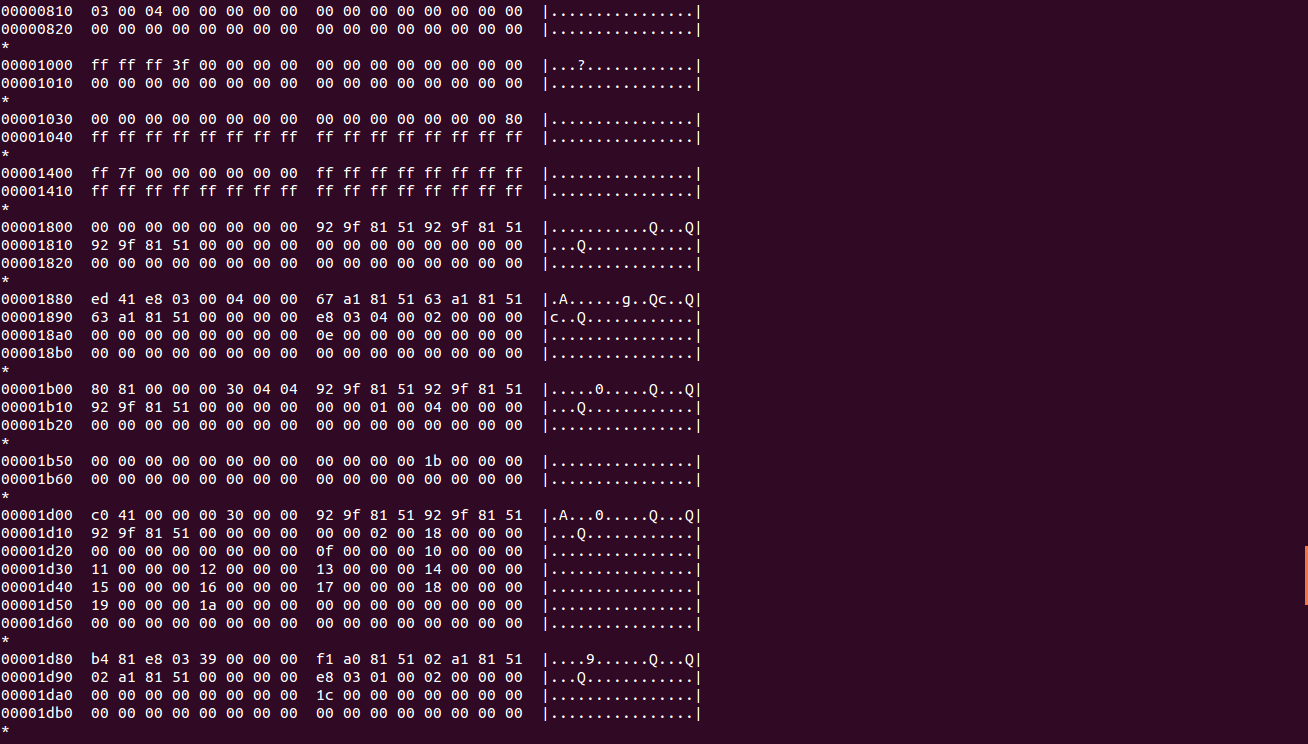 00000810  03 00 04 00 00 00 00 00  00 00 00 00 00 00 00 00  |................|
00000820  00 00 00 00 00 00 00 00  00 00 00 00 00 00 00 00  |................|
*
00001000  ff ff ff 3f 00 00 00 00  00 00 00 00 00 00 00 00  |...?............|
00001010  00 00 00 00 00 00 00 00  00 00 00 00 00 00 00 00  |................|
*
00001030  00 00 00 00 00 00 00 00  00 00 00 00 00 00 00 80  |................|
00001040  ff ff ff ff ff ff ff ff  ff ff ff ff ff ff ff ff  |................|
*
00001400  ff 7f 00 00 00 00 00 00  ff ff ff ff ff ff ff ff  |................|
00001410  ff ff ff ff ff ff ff ff  ff ff ff ff ff ff ff ff  |................|
*
00001800  00 00 00 00 00 00 00 00  92 9f 81 51 92 9f 81 51  |...........Q...Q|
00001810  92 9f 81 51 00 00 00 00  00 00 00 00 00 00 00 00  |...Q............|
00001820  00 00 00 00 00 00 00 00  00 00 00 00 00 00 00 00  |................|
*
00001880  ed 41 e8 03 00 04 00 00  67 a1 81 51 63 a1 81 51  |.A......g..Qc..Q|
00001890  63 a1 81 51 00 00 00 00  e8 03 04 00 02 00 00 00  |c..Q............|
000018a0  00 00 00 00 00 00 00 00  0e 00 00 00 00 00 00 00  |................|
000018b0  00 00 00 00 00 00 00 00  00 00 00 00 00 00 00 00  |................|
*
00001b00  80 81 00 00 00 30 04 04  92 9f 81 51 92 9f 81 51  |.....0.....Q...Q|
00001b10  92 9f 81 51 00 00 00 00  00 00 01 00 04 00 00 00  |...Q............|
00001b20  00 00 00 00 00 00 00 00  00 00 00 00 00 00 00 00  |................|
*
00001b50  00 00 00 00 00 00 00 00  00 00 00 00 1b 00 00 00  |................|
00001b60  00 00 00 00 00 00 00 00  00 00 00 00 00 00 00 00  |................|
*
00001d00  c0 41 00 00 00 30 00 00  92 9f 81 51 92 9f 81 51  |.A...0.....Q...Q|
00001d10  92 9f 81 51 00 00 00 00  00 00 02 00 18 00 00 00  |...Q............|
00001d20  00 00 00 00 00 00 00 00  0f 00 00 00 10 00 00 00  |................|
00001d30  11 00 00 00 12 00 00 00  13 00 00 00 14 00 00 00  |................|
00001d40  15 00 00 00 16 00 00 00  17 00 00 00 18 00 00 00  |................|
00001d50  19 00 00 00 1a 00 00 00  00 00 00 00 00 00 00 00  |................|
00001d60  00 00 00 00 00 00 00 00  00 00 00 00 00 00 00 00  |................|
*
00001d80  b4 81 e8 03 39 00 00 00  f1 a0 81 51 02 a1 81 51  |....9......Q...Q|
00001d90  02 a1 81 51 00 00 00 00  e8 03 01 00 02 00 00 00  |...Q............|
00001da0  00 00 00 00 00 00 00 00  1c 00 00 00 00 00 00 00  |................|
00001db0  00 00 00 00 00 00 00 00  00 00 00 00 00 00 00 00  |................|
*